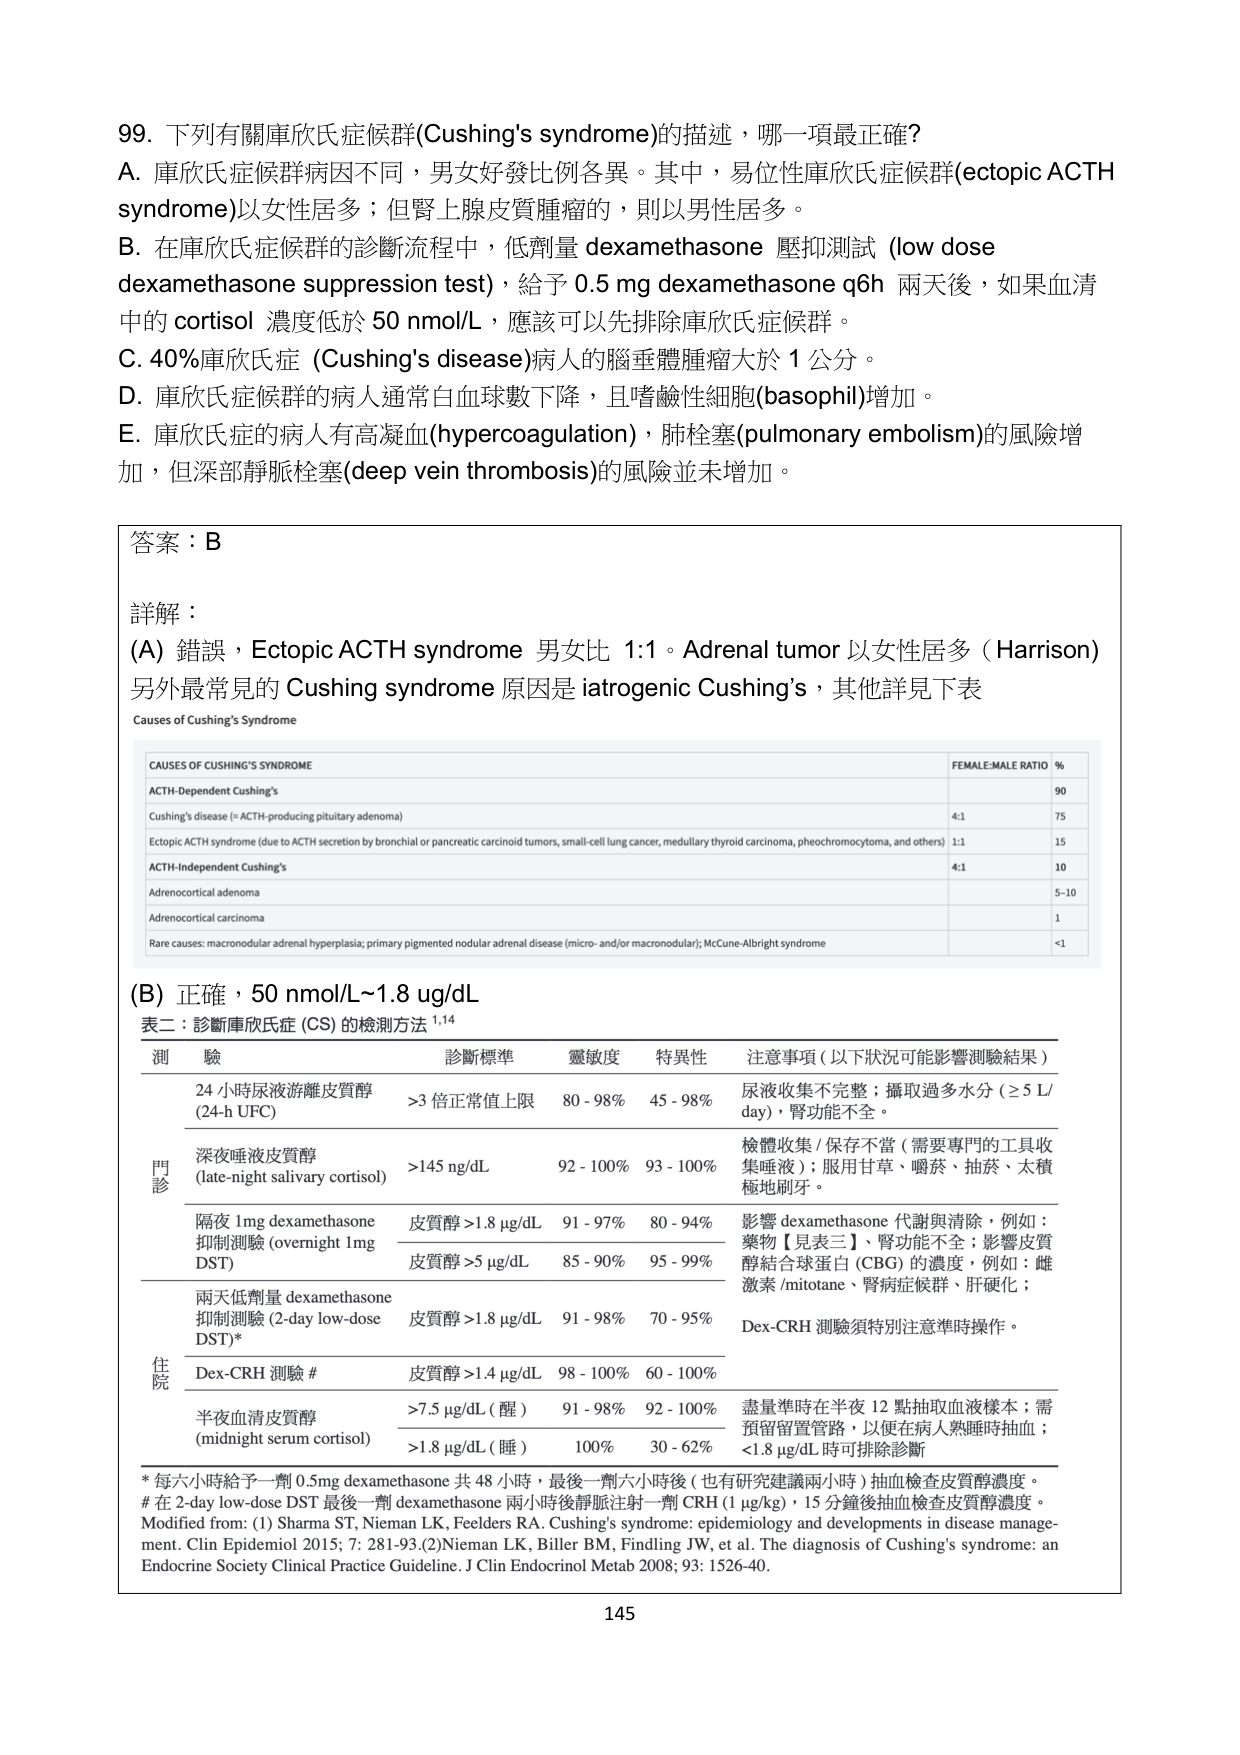 99. 下列有關庫欣氏症候群(Cushing's syndrome)的描述，哪一項最正確?
A. 庫欣氏症候群病因不同，男女好發比例各異。其中，易位性庫欣氏症候群(ectopic ACTH
syndrome)以女性居多；但腎上腺皮質腫瘤的，則以男性居多。
B. 在庫欣氏症候群的診斷流程中，低劑量 dexamethasone 壓抑測試 (low dose
dexamethasone suppression test)，給予 0.5 mg dexamethasone q6h 兩天後，如果血清
中的 cortisol 濃度低於 50 nmol/L，應該可以先排除庫欣氏症候群。
C. 40%庫欣氏症 (Cushing's disease)病人的腦垂體腫瘤大於 1 公分。
D. 庫欣氏症候群的病人通常白血球數下降，且嗜鹼性細胞(basophil)增加。
E. 庫欣氏症的病人有高凝血(hypercoagulation)，肺栓塞(pulmonary embolism)的風險增
加，但深部靜脈栓塞(deep vein thrombosis)的風險並未增加。
答案：B
詳解：
(A) 錯誤，Ectopic ACTH syndrome 男女比 1:1。Adrenal tumor 以女性居多（Harrison)
另外最常見的 Cushing syndrome 原因是 iatrogenic Cushing’s，其他詳見下表
Causes of Cushing's Syndrome
CAUSES OF CUSHING'S SYNDROME FEMALE:MALE RATIO %
ACTH-Dependent Cushing's 90
Cushing's disease (= ACTH-producing pituitary adenoma) 4:1 75
Ectopic ACTH syndrome (due to ACTH secretion by bronchial or pancreatic carcinoid tumors, small-cell lung cancer, medullary thyroid carcinoma, pheochromocytoma, and others) 1:1 15
ACTH-Independent Cushing's 4:1 10
Adrenocortical adenoma 5–10
Adrenocortical carcinoma 1
Rare causes: macronodular adrenal hyperplasia; primary pigmented nodular adrenal disease (micro- and/or macronodular); McCune-Albright syndrome <1
(B) 正確，50 nmol/L~1.8 ug/dL
表二：診斷庫欣氏症 (CS) 的檢測方法 1,14
測 驗 診斷標準 靈敏度 特異性 注意事項 ( 以下狀況可能影響測驗結果 )
門診
24 小時尿液游離皮質醇
(24-h UFC)
>3 倍正常值上限 80 - 98% 45 - 98%
尿液收集不完整；攝取過多水分 ( ≥ 5 L/
day)，腎功能不全。
深夜唾液皮質醇
(late-night salivary cortisol)
>145 ng/dL 92 - 100% 93 - 100%
檢體收集 / 保存不當 ( 需要專門的工具收
集唾液 )；服用甘草、嚼菸、抽菸、太積
極地刷牙。
隔夜 1mg dexamethasone
抑制測驗 (overnight 1mg
DST)
皮質醇 >1.8 μg/dL 91 - 97% 80 - 94%
皮質醇 >5 μg/dL 85 - 90% 95 - 99%
影響 dexamethasone 代謝與清除，例如：
藥物【見表三】、腎功能不全；影響皮質
醇結合球蛋白 (CBG) 的濃度，例如：雌
激素 /mitotane、腎病症候群、肝硬化；
Dex-CRH 測驗須特別注意準時操作。
住院
兩天低劑量 dexamethasone
抑制測驗 (2-day low-dose
DST)*
皮質醇 >1.8 μg/dL 91 - 98% 70 - 95%
Dex-CRH 測驗 # 皮質醇 >1.4 μg/dL 98 - 100% 60 - 100%
半夜血清皮質醇
(midnight serum cortisol)
>7.5 μg/dL ( 醒 ) 91 - 98% 92 - 100%
>1.8 μg/dL ( 睡 ) 100% 30 - 62%
盡量準時在半夜 12 點抽取血液樣本；需
預留留置管路，以便在病人熟睡時抽血；
<1.8 μg/dL 時可排除診斷
* 每六小時給予一劑 0.5mg dexamethasone 共 48 小時，最後一劑六小時後 ( 也有研究建議兩小時 ) 抽血檢查皮質醇濃度。
# 在 2-day low-dose DST 最後一劑 dexamethasone 兩小時後靜脈注射一劑 CRH (1 μg/kg)，15 分鐘後抽血檢查皮質醇濃度。
Modified from: (1) Sharma ST, Nieman LK, Feelders RA. Cushing's syndrome: epidemiology and developments in disease manage-
ment. Clin Epidemiol 2015; 7: 281-93.(2)Nieman LK, Biller BM, Findling JW, et al. The diagnosis of Cushing's syndrome: an
Endocrine Society Clinical Practice Guideline. J Clin Endocrinol Metab 2008; 93: 1526-40.
145